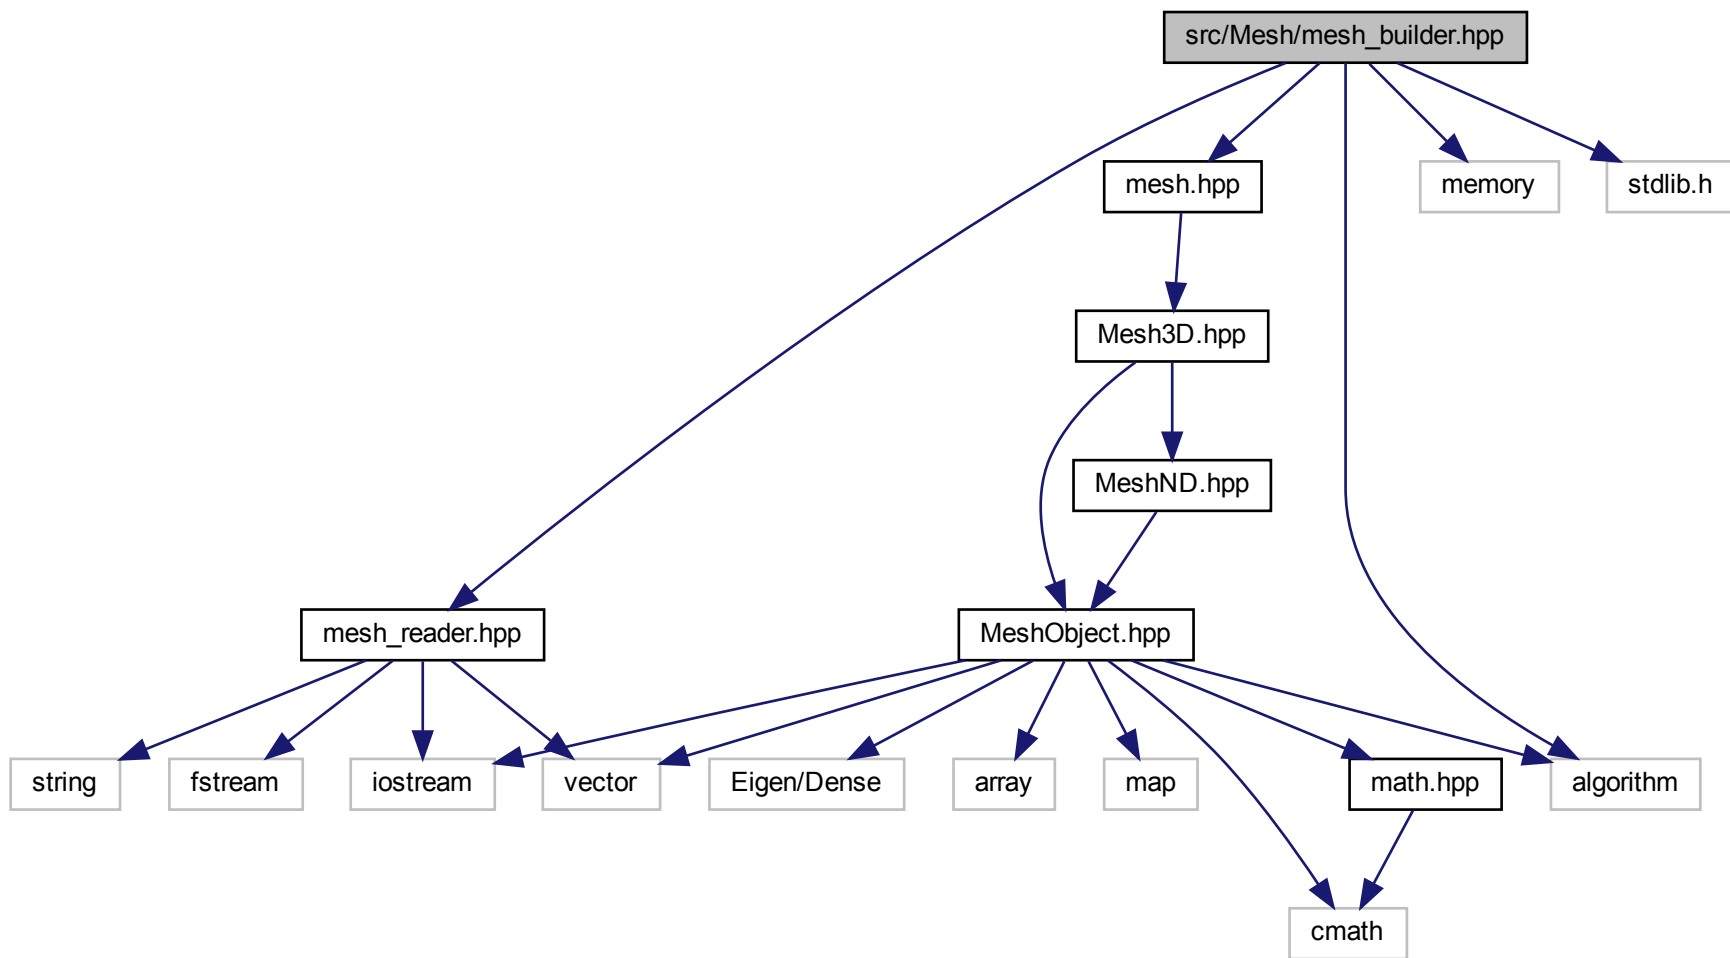 src/Mesh/mesh_builder.hpp
mesh.hpp
memory
stdlib.h
Mesh3D.hpp
MeshND.hpp
mesh_reader.hpp
MeshObject.hpp
string
fstream
iostream
vector
Eigen/Dense
array
map
math.hpp
algorithm
cmath